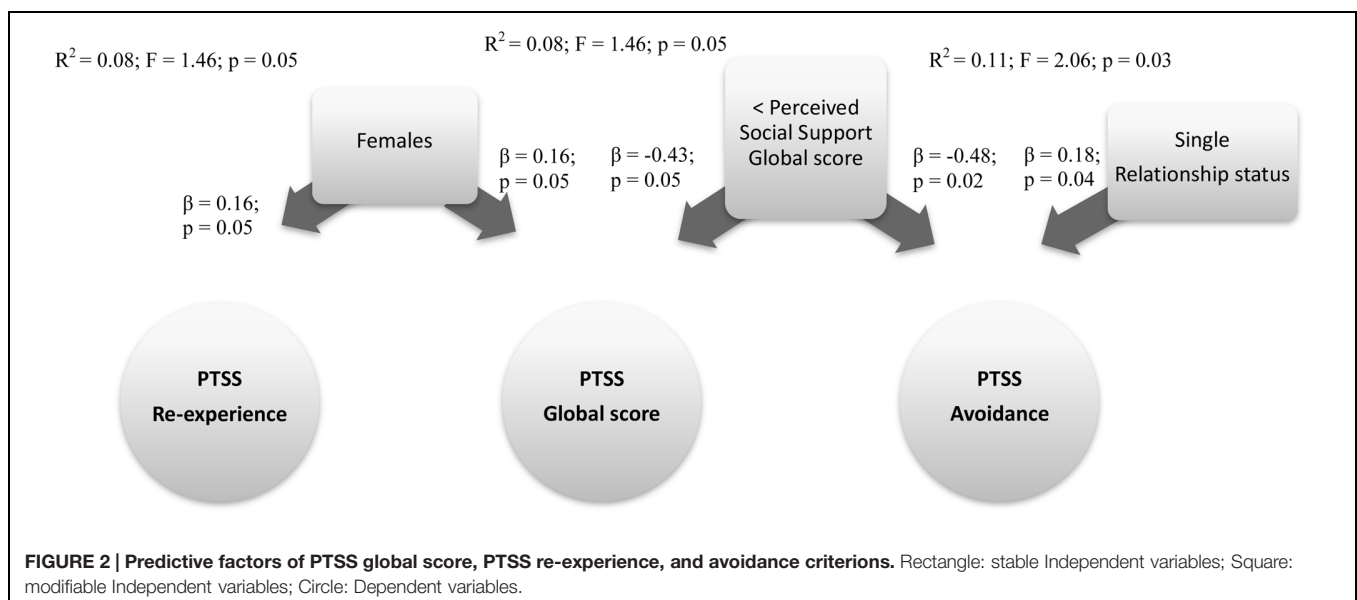 R² = 0.08; F = 1.46; p = 0.05
R² = 0.08; F = 1.46; p = 0.05
R² = 0.11; F = 2.06; p = 0.03
Females
< Perceived
Social Support
Global score
Single
Relationship status
β = 0.16;
p = 0.05
β = 0.16;
p = 0.05
β = -0.43;
p = 0.05
β = -0.48;
p = 0.02
β = 0.18;
p = 0.04
PTSS
Re-experience
PTSS
Global score
PTSS
Avoidance
FIGURE 2 | Predictive factors of PTSS global score, PTSS re-experience, and avoidance criterions. Rectangle: stable Independent variables; Square:
modifiable Independent variables; Circle: Dependent variables.